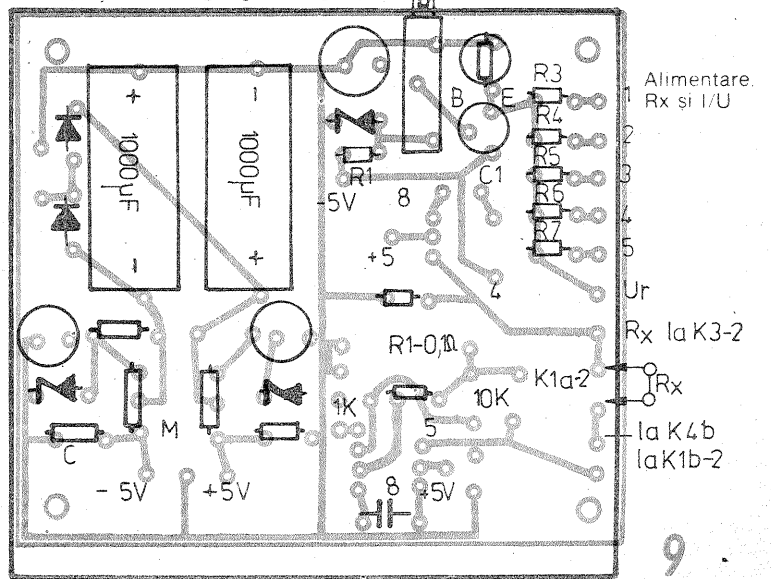 B E
R3
1
Alimentare
Rx și I/U
R4
2
R5
3
R6
4
R7
5
Ur
+
1000µF
-
-
1000µF
+
R1
-5V
8
C1
+5
4
Rx la K3-2
R1-0,1Ω
K1a-2
Rx
1K
10K
5
la K4b
la K1b-2
M
C
- 5V
+5V
8
+5V
9